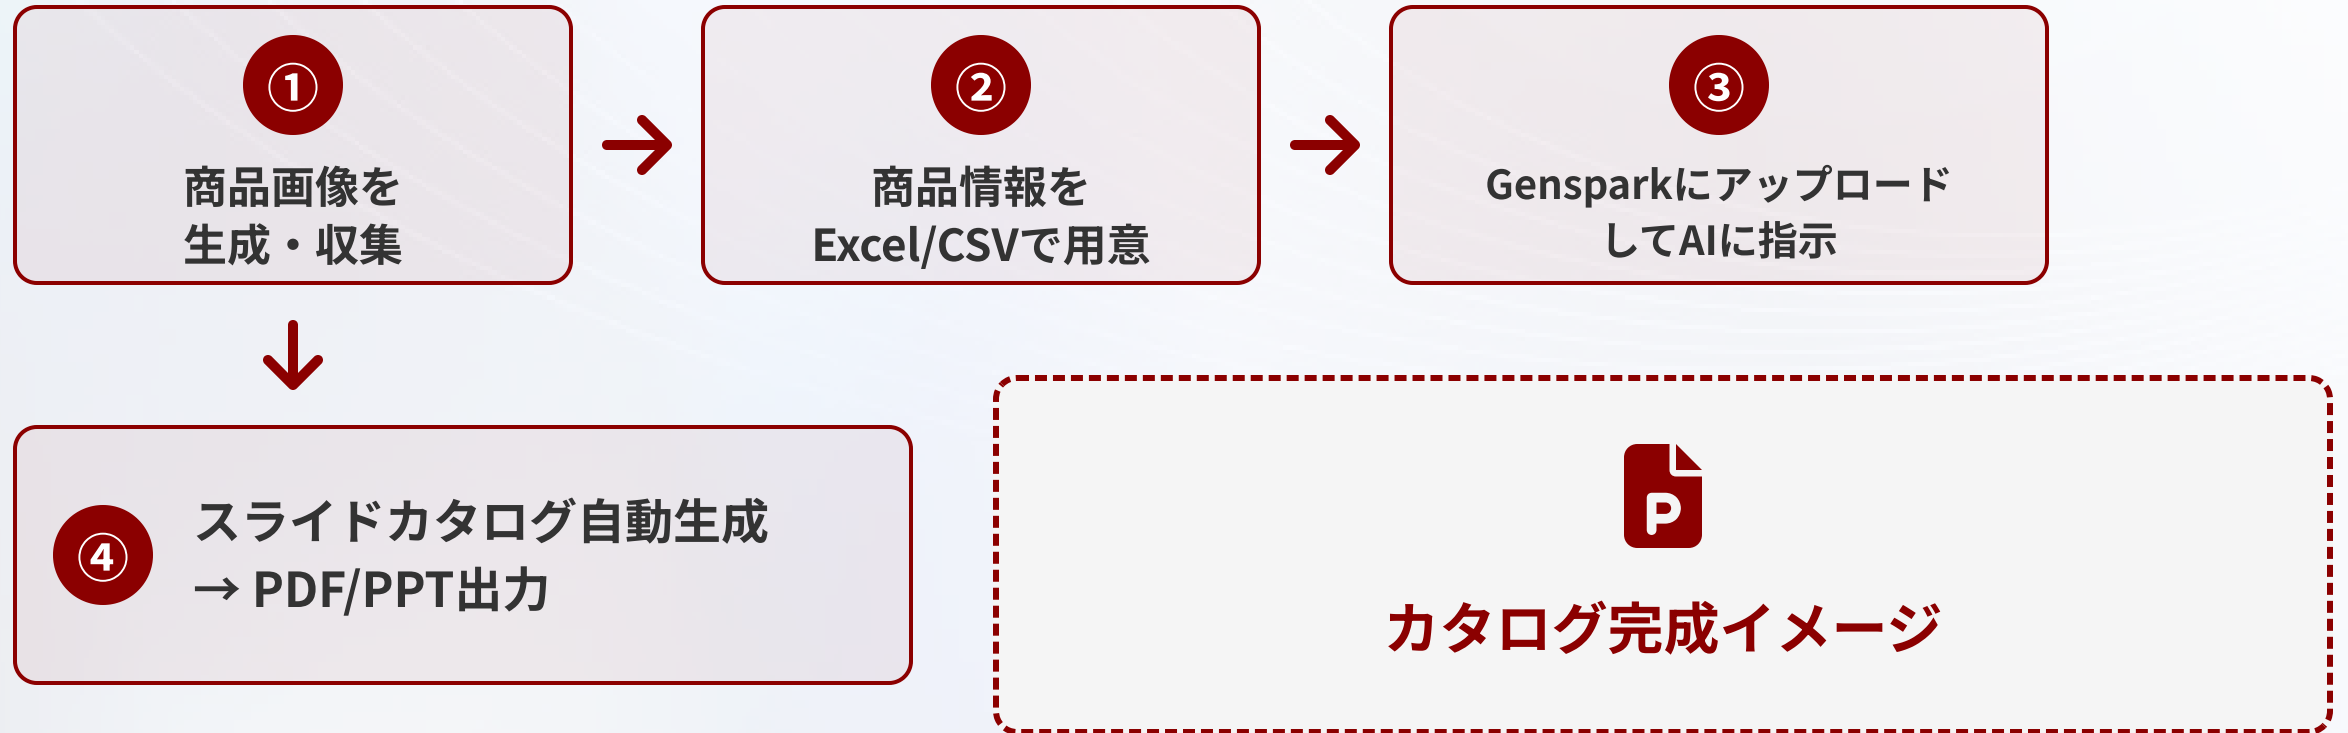 ①
商品画像を
生成・収集
②
商品情報を
Excel/CSVで用意
③
Gensparkにアップロード
してAIに指示
④
スライドカタログ自動生成
→ PDF/PPT出力
P
カタログ完成イメージ